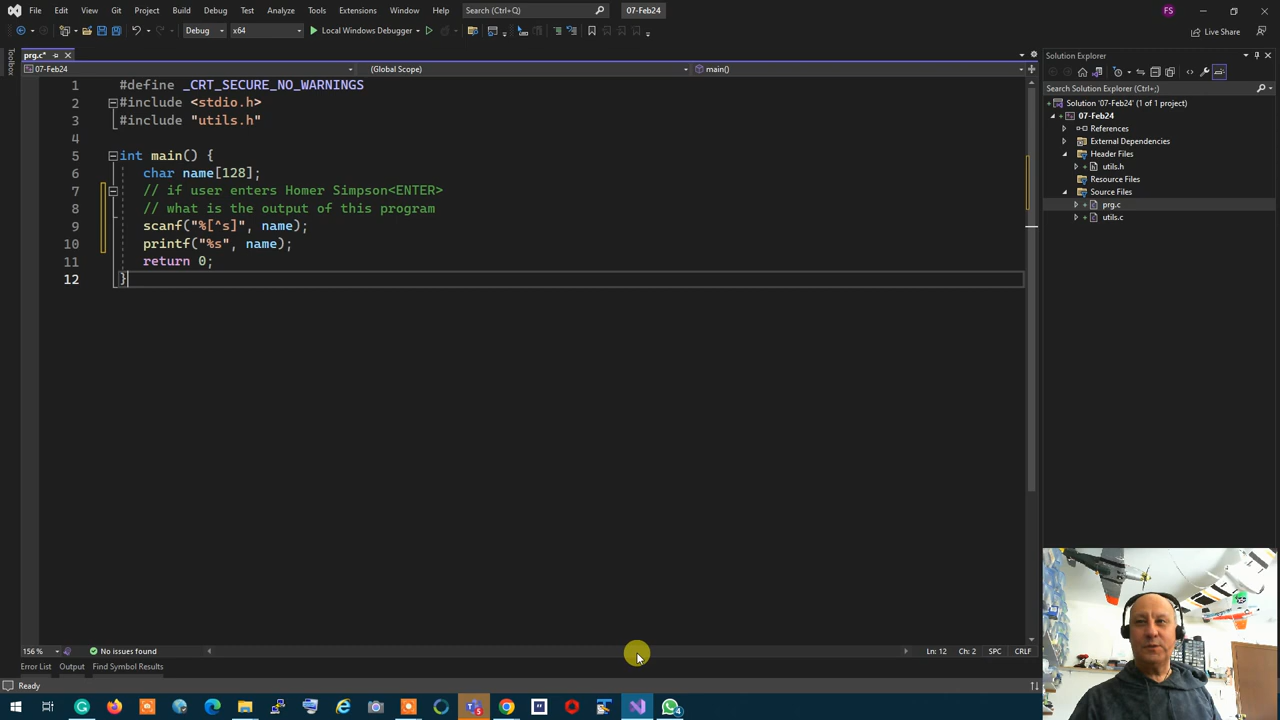 File Edit View Git Project Build Debug Test Analyze Tools Extensions Window Help Search (Ctrl+Q) 07-Feb24 FS
Debug x64 Local Windows Debugger Live Share
prg.c*
Toolbox
07-Feb24 (Global Scope) main()
1 #define _CRT_SECURE_NO_WARNINGS
2 #include <stdio.h>
3 #include "utils.h"
4
5 int main() {
6 char name[128];
7 // if user enters Homer Simpson<ENTER>
8 // what is the output of this program
9 scanf("%[^s]", name);
10 printf("%s", name);
11 return 0;
12 }
Solution Explorer
Search Solution Explorer (Ctrl+;)
Solution '07-Feb24' (1 of 1 project)
07-Feb24
References
External Dependencies
Header Files
utils.h
Resource Files
Source Files
prg.c
utils.c
156 % No issues found Ln: 12 Ch: 2 SPC CRLF
Error List Output Find Symbol Results
Ready